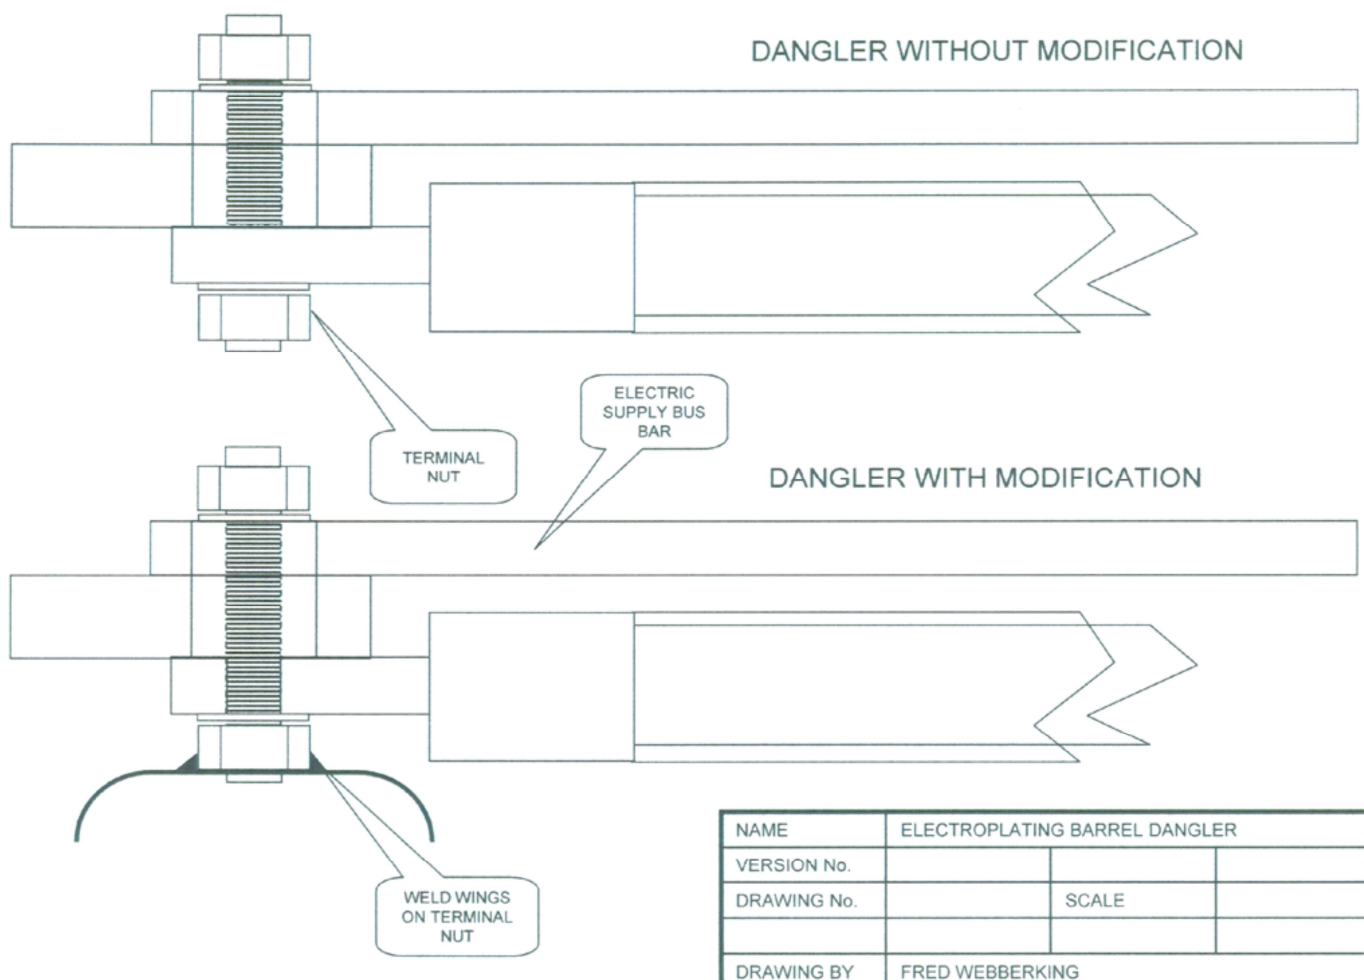 DANGLER WITHOUT MODIFICATION
ELECTRIC
SUPPLY BUS
BAR
TERMINAL
NUT
DANGLER WITH MODIFICATION
WELD WINGS
ON TERMINAL
NUT
NAME ELECTROPLATING BARREL DANGLER
VERSION No.
DRAWING No. SCALE
DRAWING BY FRED WEBBERKING